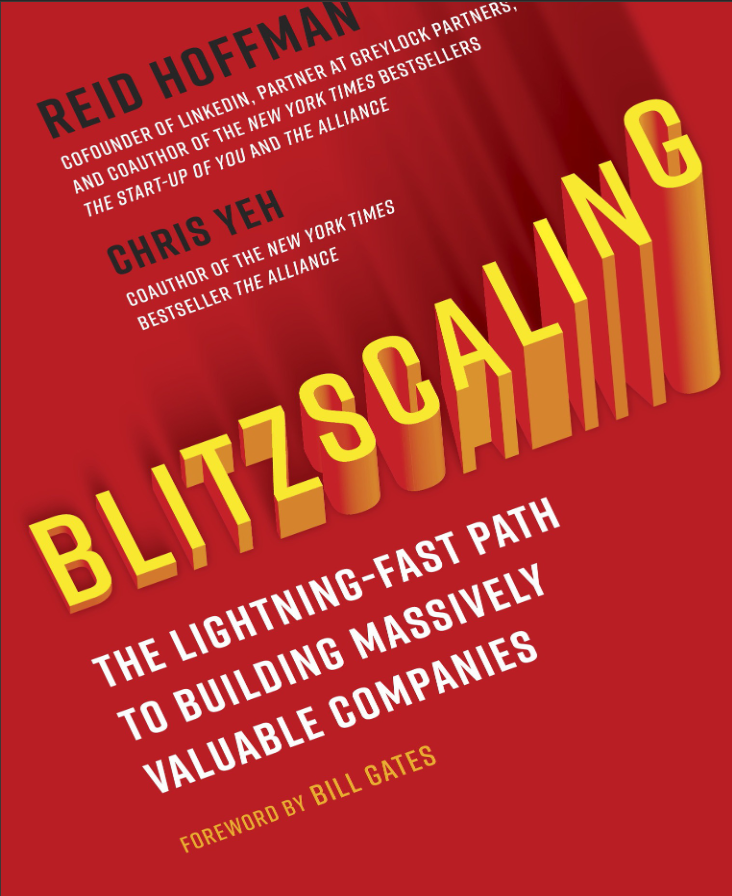 REID HOFFMAN
COFOUNDER OF LINKEDIN, PARTNER AT GREYLOCK PARTNERS,
AND COAUTHOR OF THE NEW YORK TIMES BESTSELLERS
THE START-UP OF YOU AND THE ALLIANCE
CHRIS YEH
COAUTHOR OF THE NEW YORK TIMES
BESTSELLER THE ALLIANCE
BLITZSCALING
THE LIGHTNING-FAST PATH
TO BUILDING MASSIVELY
VALUABLE COMPANIES
FOREWORD BY BILL GATES